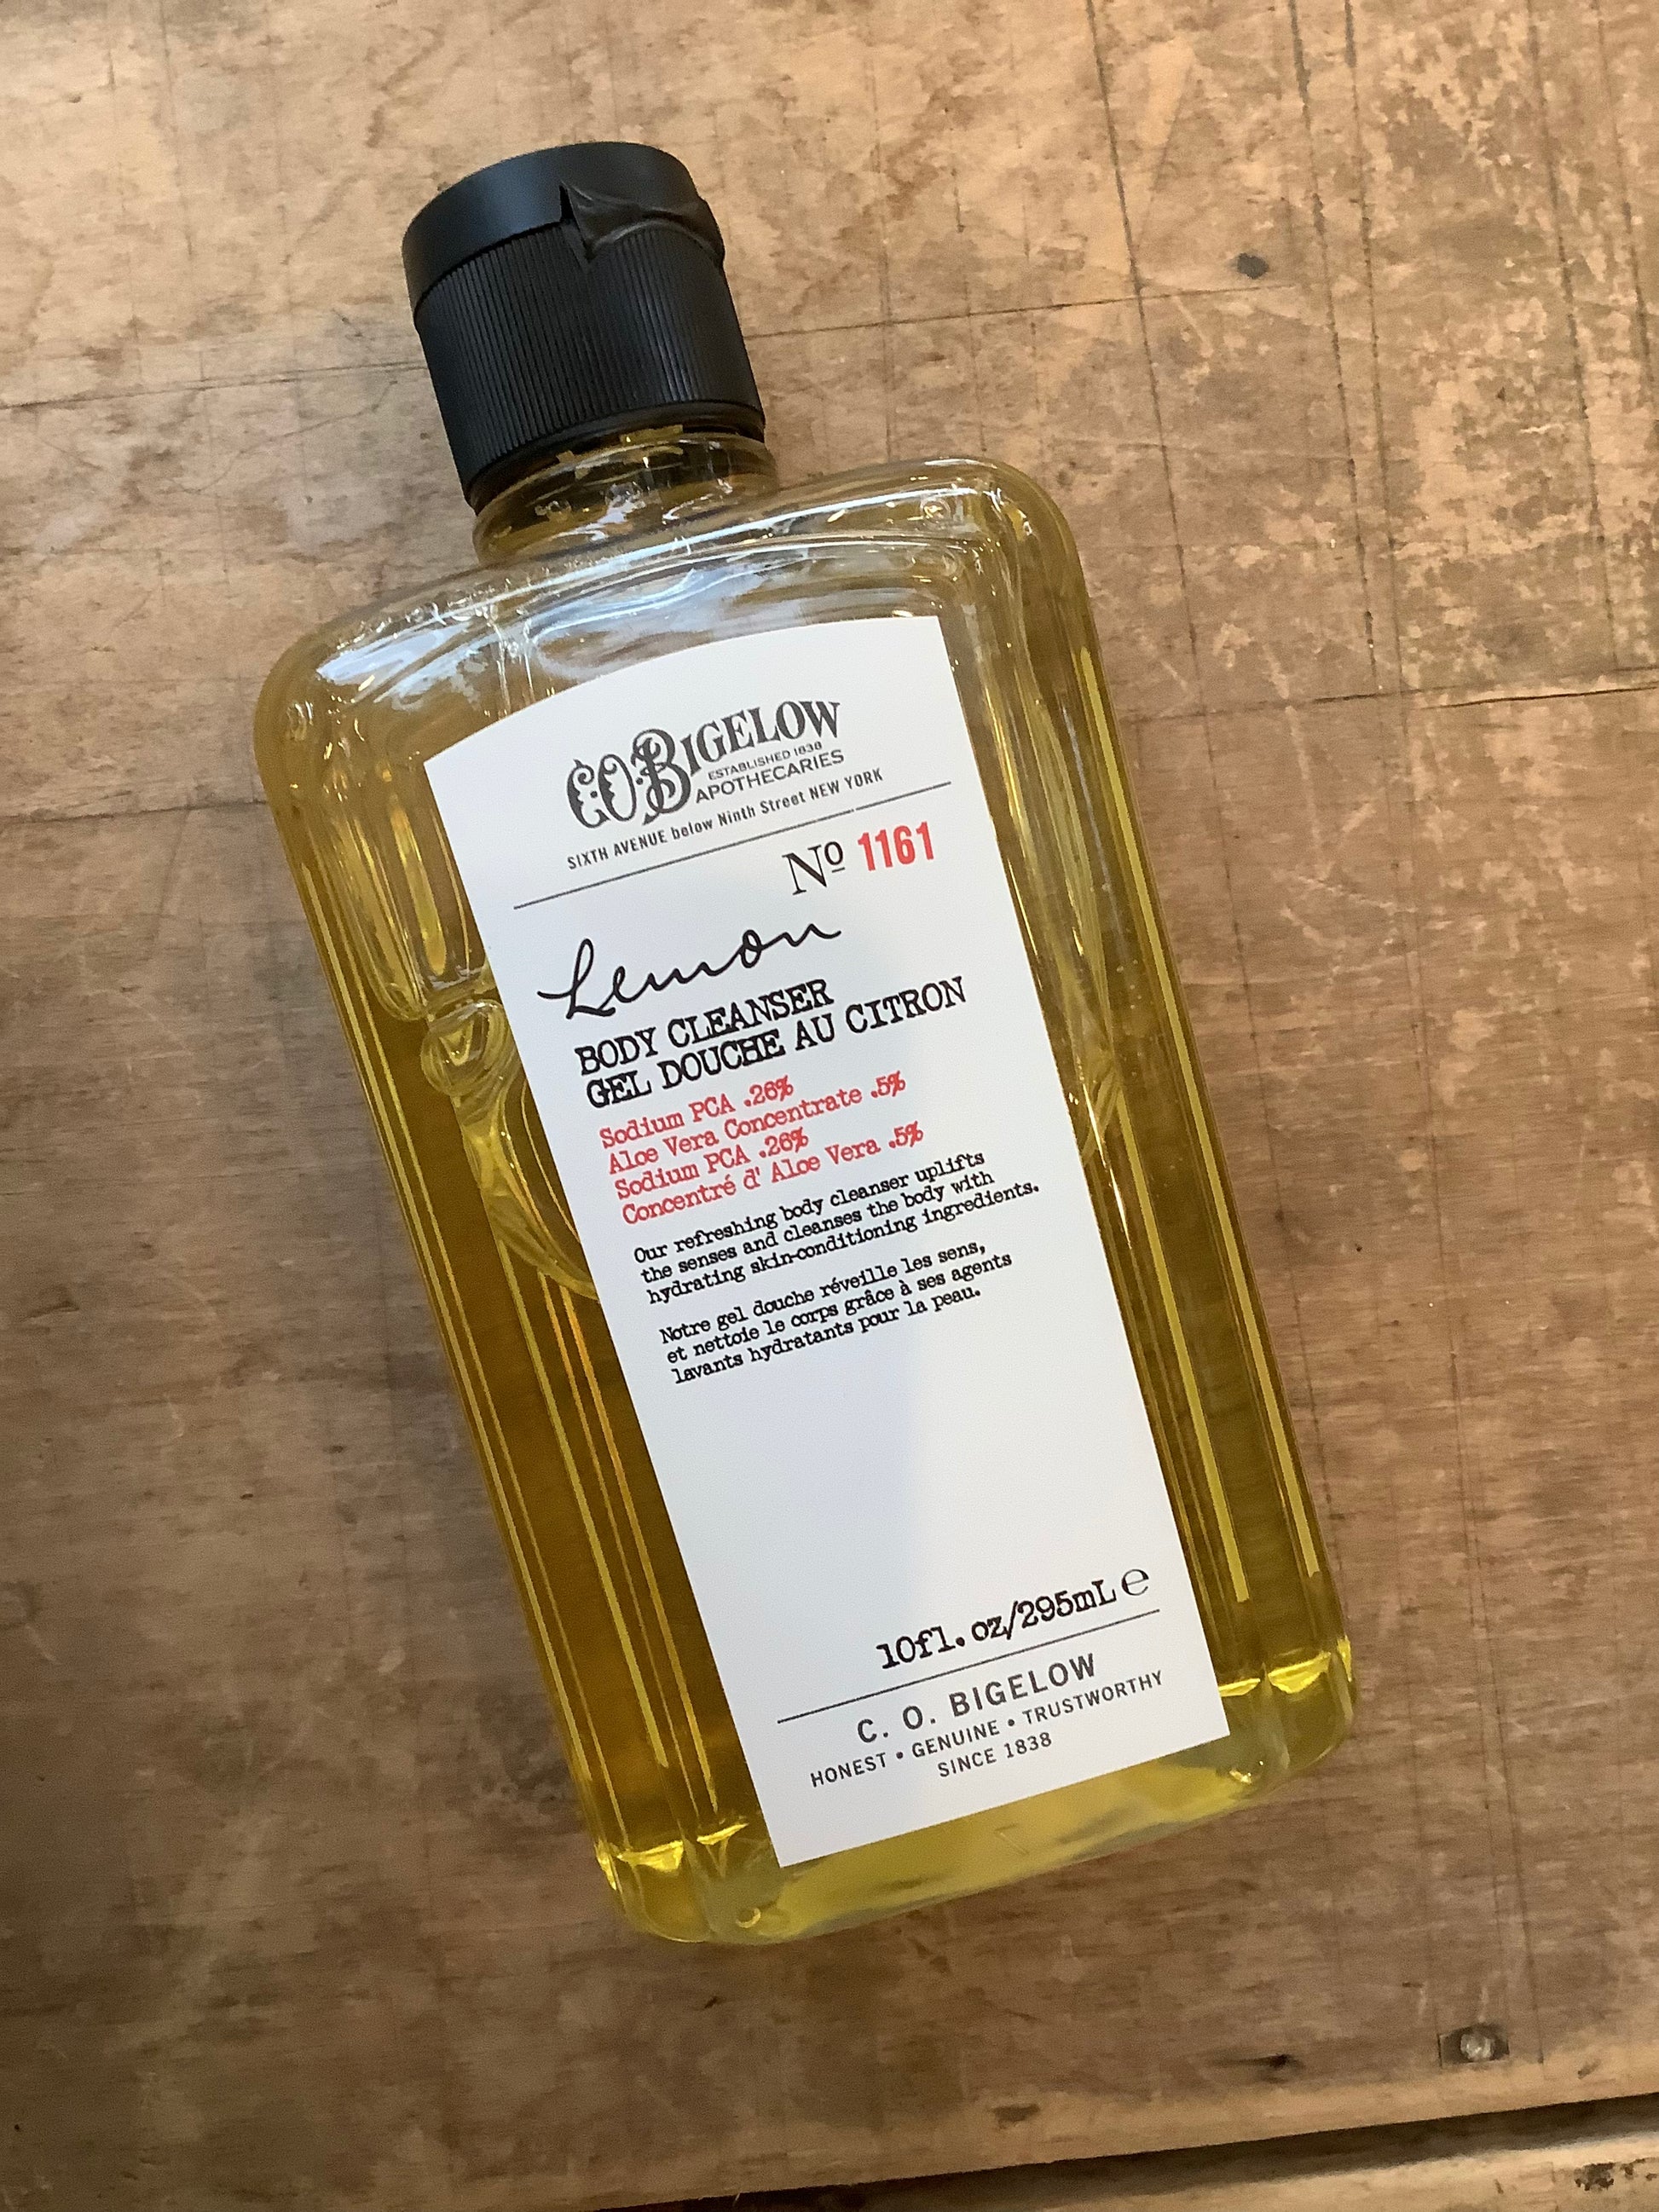 C.O. BIGELOW
ESTABLISHED 1838
APOTHECARIES
SIXTH AVENUE below Ninth Street NEW YORK
Nº 1161
Lemon
BODY CLEANSER
GEL DOUCHE AU CITRON
Sodium PCA .26%
Aloe Vera Concentrate .5%
Sodium PCA .26%
Concentré d' Aloe Vera .5%
Our refreshing body cleanser uplifts
the senses and cleanses the body with
hydrating skin-conditioning ingredients.
Notre gel douche réveille les sens,
et nettoie le corps grâce à ses agents
lavants hydratants pour la peau.
10fl. oz/295mL ℮
C. O. BIGELOW
HONEST • GENUINE • TRUSTWORTHY
SINCE 1838